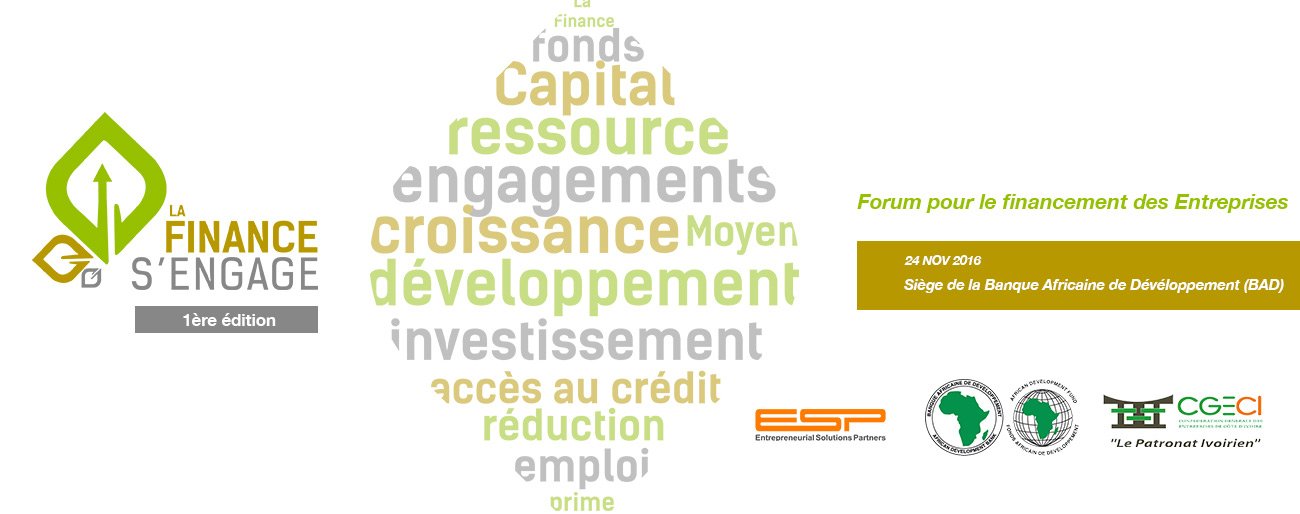 LA
FINANCE
S'ENGAGE
1ère édition
La
Finance
fonds
Capital
ressource
engagements
croissance Moyen
développement
investissement
accès au crédit
réduction
emploi
prime
Forum pour le financement des Entreprises
24 NOV 2016
Siège de la Banque Africaine de Dévéloppement (BAD)
ESP
Entrepreneurial Solutions Partners
BANQUE AFRICAINE DE DEVELOPPEMENT
AFRICAN DEVELOPMENT BANK
AFRICAN DEVELOPMENT FUND
FONDS AFRICAIN DE DEVELOPPEMENT
CGECI
CONFEDERATION GENERALE DES
ENTREPRISES DE CÔTE D'IVOIRE
"Le Patronat Ivoirien"